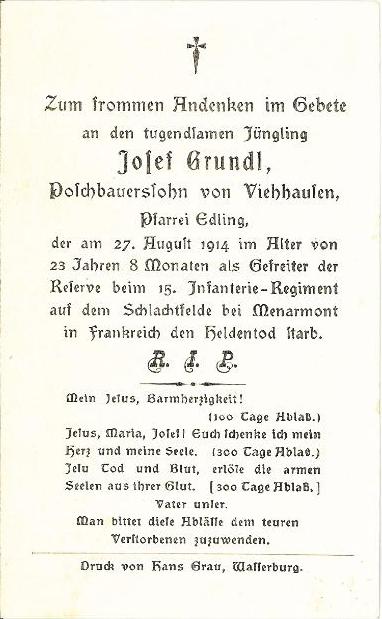 Zum frommen Andenken im Gebete
an den tugendsamen Jüngling
Josef Grundl,
Poschbauerssohn von Viehhausen,
Pfarrei Edling,
der am 27. August 1914 im Alter von
23 Jahren 8 Monaten als Gefreiter der
Reserve beim 15. Infanterie-Regiment
auf dem Schlachtfelde bei Menarmont
in Frankreich den Heldentod starb.
R. I. P.
Mein Jesus, Barmherzigkeit!
(100 Tage Ablaß.)
Jesus, Maria, Josef! Euch schenke ich mein
Herz und meine Seele. (300 Tage Ablaß.)
Jesu Tod und Blut, erlöse die armen
Seelen aus ihrer Glut. [300 Tage Ablaß.]
Vater unser.
Man bittet diese Ablässe dem teuren
Verstorbenen zuzuwenden.
Druck von Hans Grau, Wasserburg.